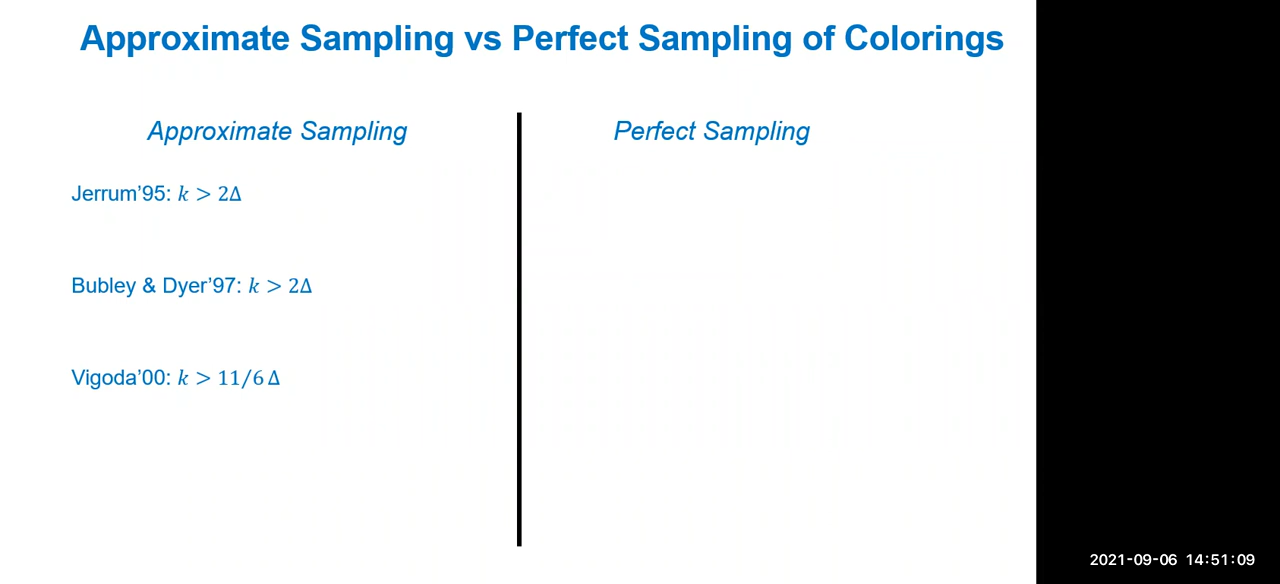 Approximate Sampling vs Perfect Sampling of Colorings
Approximate Sampling
Jerrum’95: k > 2Δ
Bubley & Dyer’97: k > 2Δ
Vigoda’00: k > 11/6 Δ
Perfect Sampling
2021-09-06 14:51:09